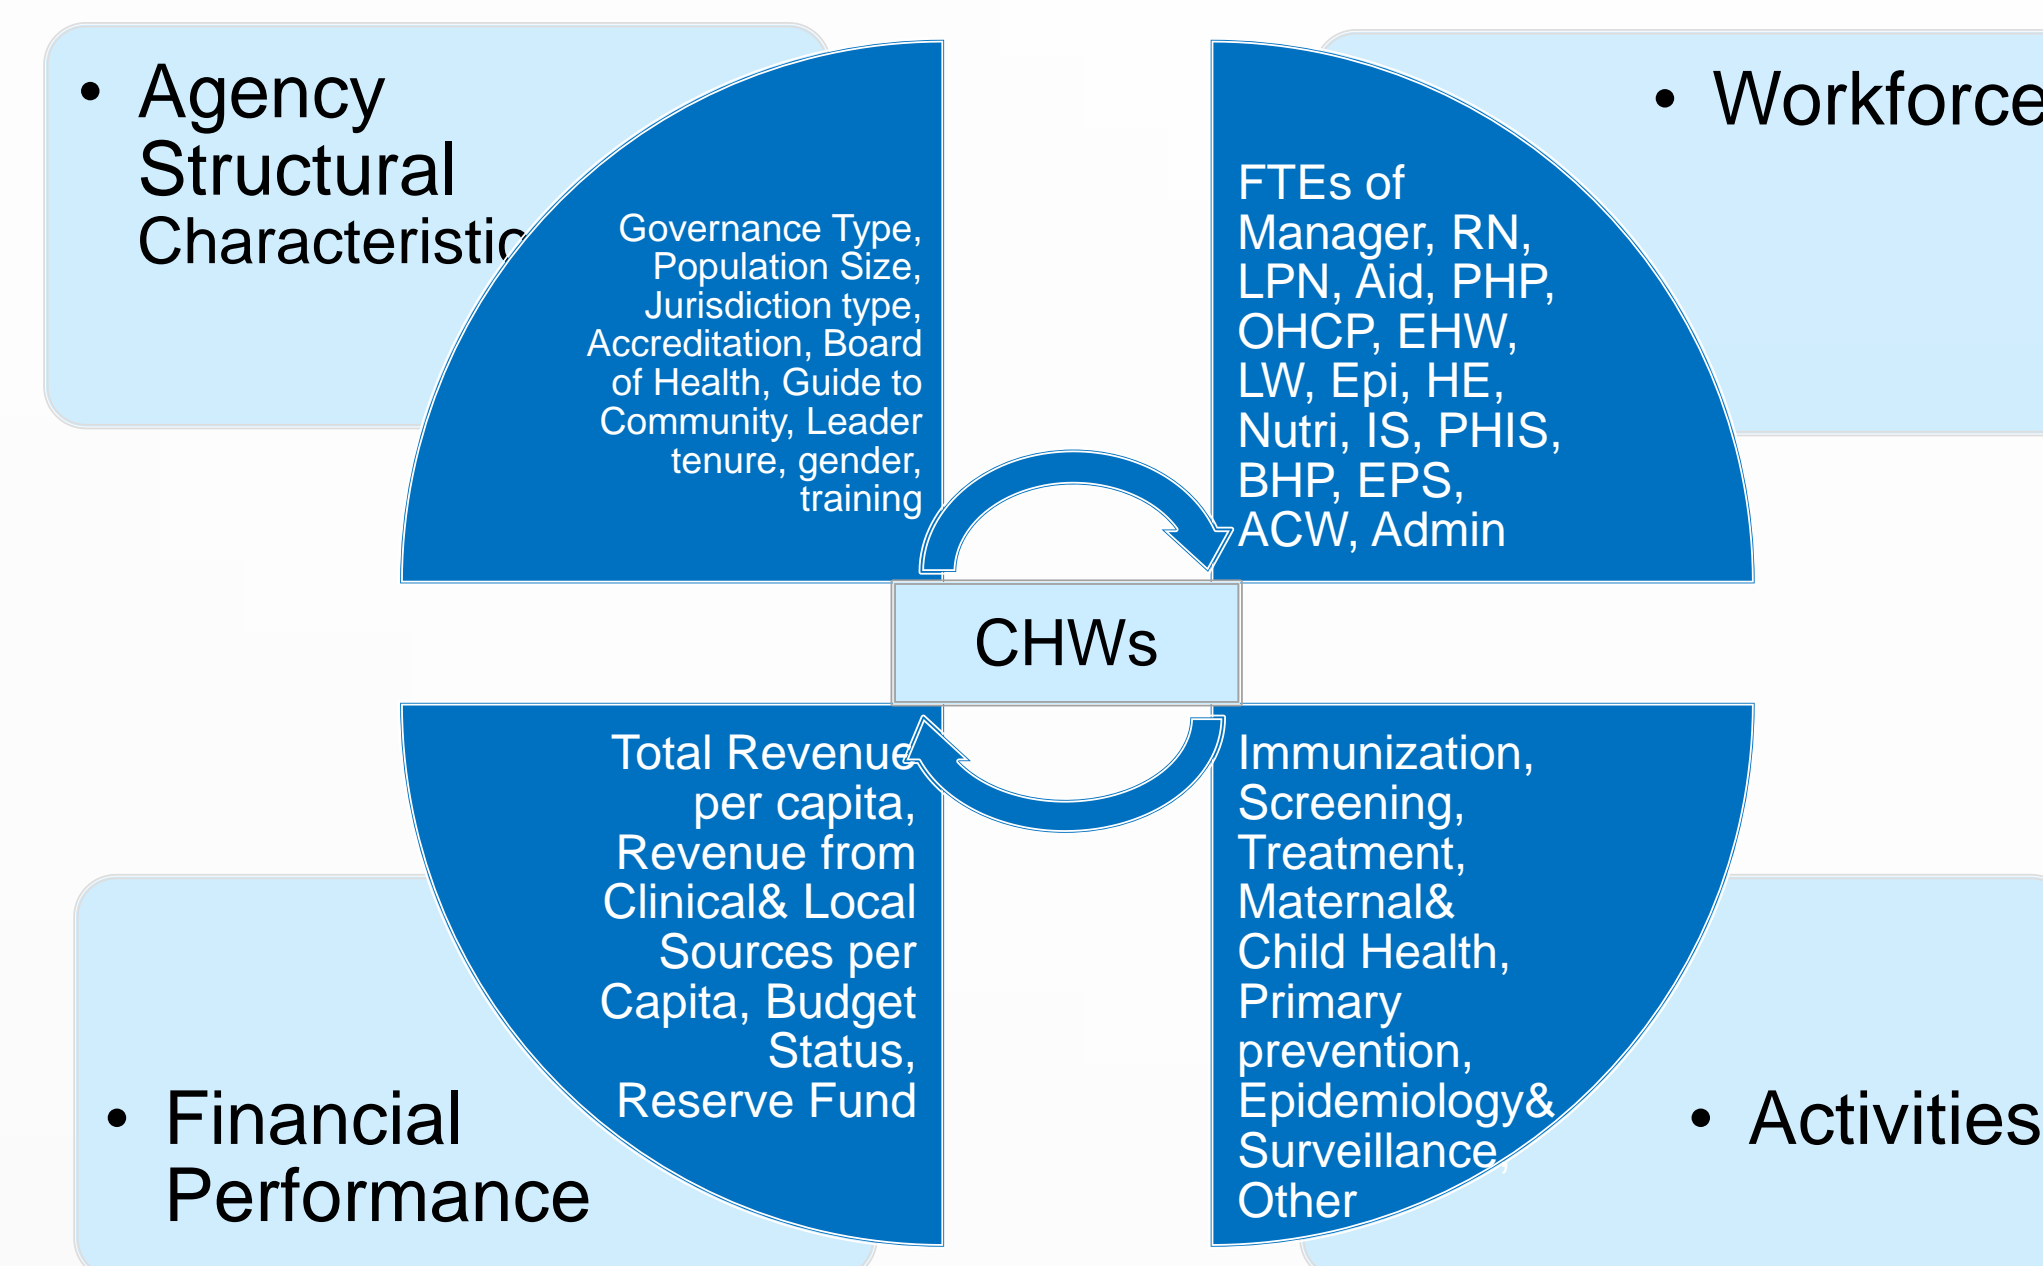 • Agency
Structural
Characteristic
Governance Type,
Population Size,
Jurisdiction type,
Accreditation, Board
of Health, Guide to
Community, Leader
tenure, gender,
training
• Workforce
FTEs of
Manager, RN,
LPN, Aid, PHP,
OHCP, EHW,
LW, Epi, HE,
Nutri, IS, PHIS,
BHP, EPS,
ACW, Admin
CHWs
Total Revenue
per capita,
Revenue from
Clinical& Local
Sources per
Capita, Budget
Status,
Reserve Fund
• Financial
Performance
Immunization,
Screening,
Treatment,
Maternal&
Child Health,
Primary
prevention,
Epidemiology&
Surveillance,
Other
• Activities